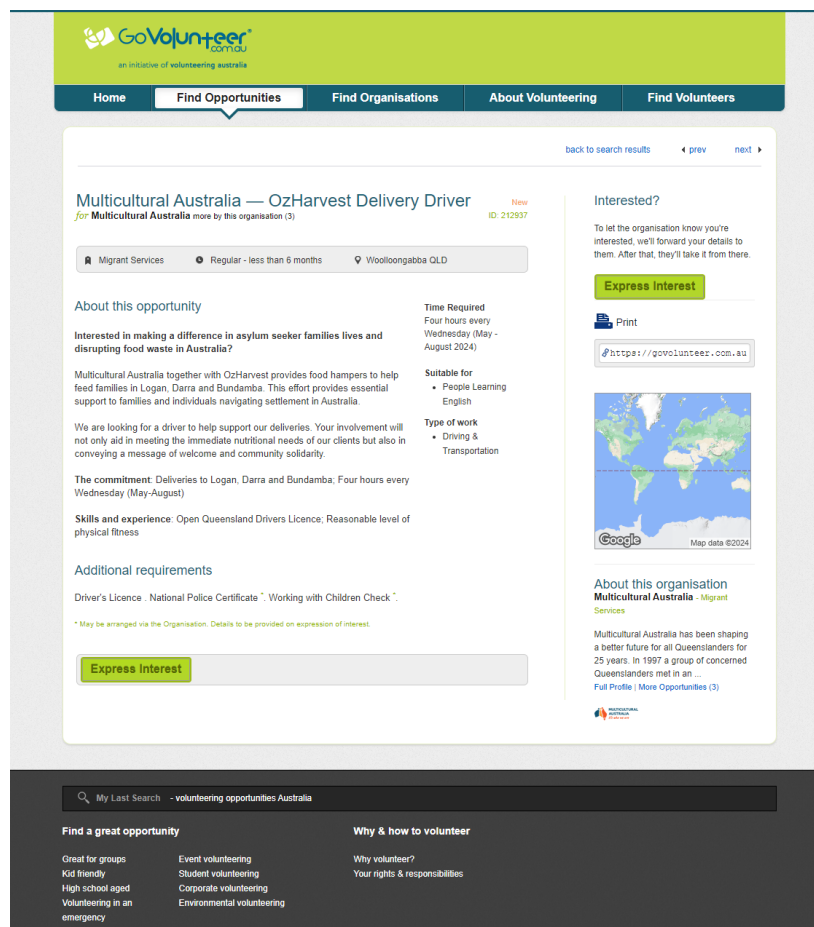 GoVolunteer
.com.au
an initiative of volunteering australia
Home
Find Opportunities
Find Organisations
About Volunteering
Find Volunteers
back to search results
prev
next
Multicultural Australia — OzHarvest Delivery Driver
New
for Multicultural Australia more by this organisation (3)
ID: 212937
Migrant Services
Regular - less than 6 months
Woolloongabba QLD
About this opportunity
Interested in making a difference in asylum seeker families lives and
disrupting food waste in Australia?
Multicultural Australia together with OzHarvest provides food hampers to help
feed families in Logan, Darra and Bundamba. This effort provides essential
support to families and individuals navigating settlement in Australia.
We are looking for a driver to help support our deliveries. Your involvement will
not only aid in meeting the immediate nutritional needs of our clients but also in
conveying a message of welcome and community solidarity.
The commitment: Deliveries to Logan, Darra and Bundamba; Four hours every
Wednesday (May-August)
Skills and experience: Open Queensland Drivers Licence; Reasonable level of
physical fitness
Additional requirements
Driver's Licence . National Police Certificate *. Working with Children Check *.
* May be arranged via the Organisation. Details to be provided on expression of interest.
Express Interest
Time Required
Four hours every
Wednesday (May -
August 2024)
Suitable for
• People Learning
English
Type of work
• Driving &
Transportation
Interested?
To let the organisation know you're
interested, we'll forward your details to
them. After that, they'll take it from there.
Express Interest
Print
https://govolunteer.com.au
Google
Map data ©2024
About this organisation
Multicultural Australia - Migrant
Services
Multicultural Australia has been shaping
a better future for all Queenslanders for
25 years. In 1997 a group of concerned
Queenslanders met in an ...
Full Profile | More Opportunities (3)
MULTICULTURAL
AUSTRALIA
My Last Search - volunteering opportunities Australia
Find a great opportunity
Great for groups
Kid friendly
High school aged
Volunteering in an
emergency
Event volunteering
Student volunteering
Corporate volunteering
Environmental volunteering
Why & how to volunteer
Why volunteer?
Your rights & responsibilities